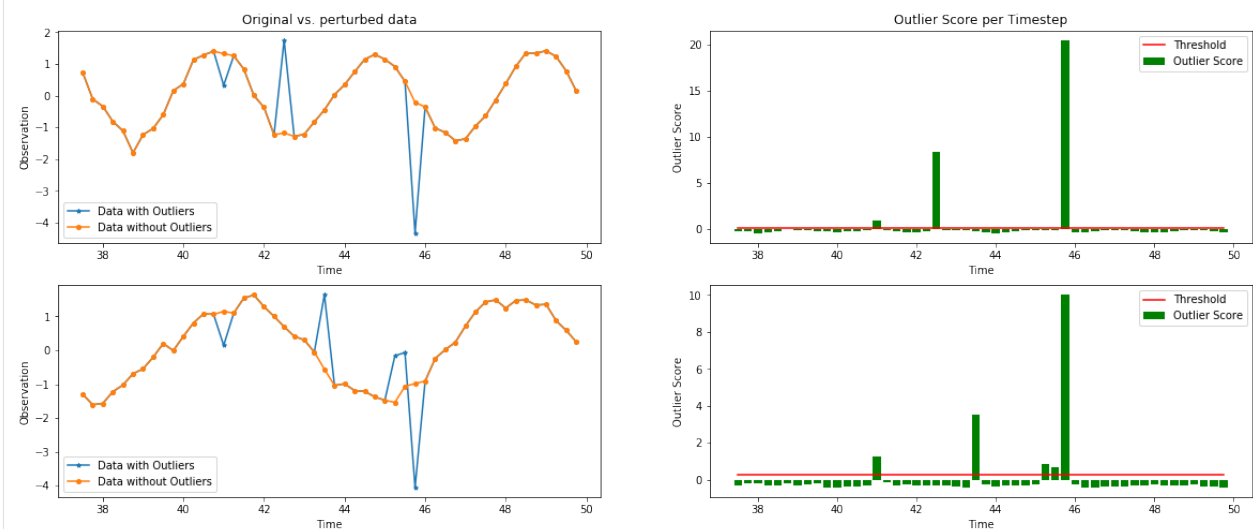 Original vs. perturbed data
2
1
0
−1
−2
−3
−4
Observation
Data with Outliers
Data without Outliers
38
40
42
44
46
48
50
Time
Outlier Score per Timestep
20
15
10
5
0
Outlier Score
Threshold
Outlier Score
38
40
42
44
46
48
50
Time
1
0
−1
−2
−3
−4
Observation
Data with Outliers
Data without Outliers
38
40
42
44
46
48
50
Time
10
8
6
4
2
0
Outlier Score
Threshold
Outlier Score
38
40
42
44
46
48
50
Time